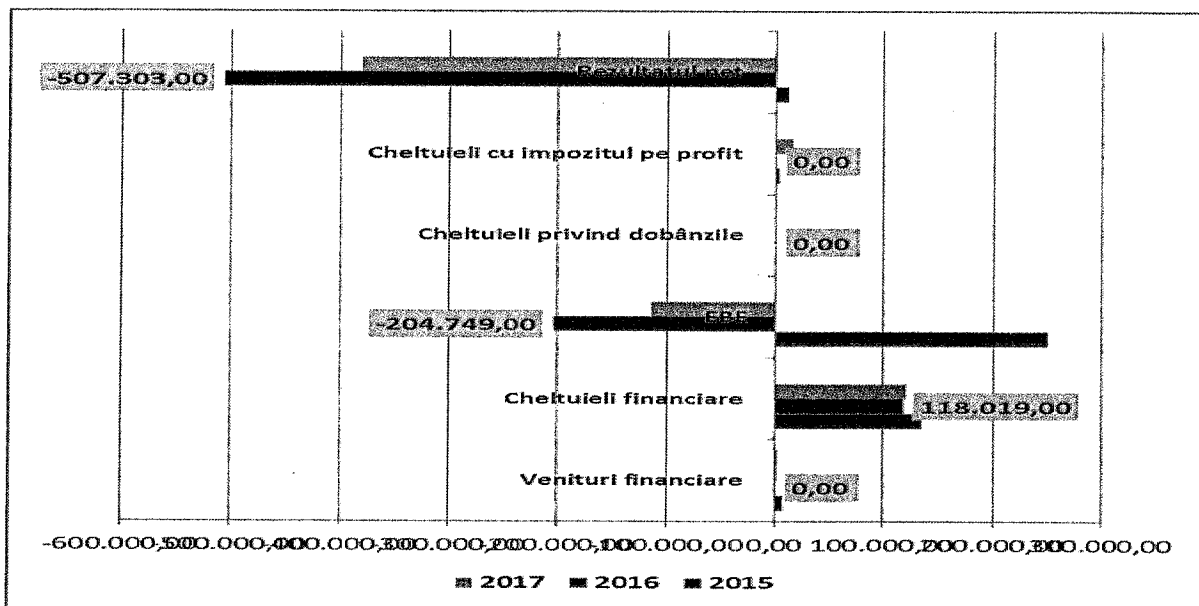 Rezultatul net
-507.303,00
Cheltuieli cu impozitul pe profit
0,00
Cheltuieli privind dobânzile
0,00
EBE
-204.749,00
Cheltuieli financiare
118.019,00
Venituri financiare
0,00
-600.000,00 -500.000,00 -400.000,00 -300.000,00 -200.000,00 -100.000,00 0,00 100.000,00 200.000,00 300.000,00
2017 2016 2015